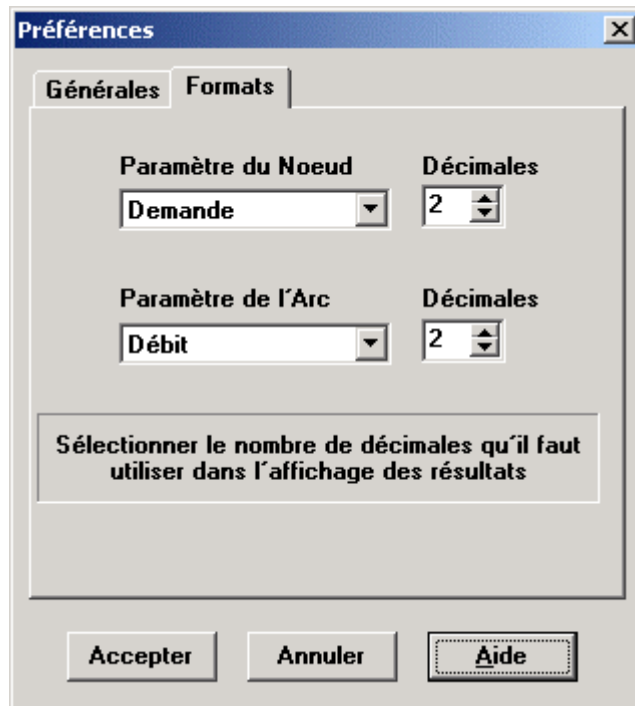 Préférences
Générales Formats
Paramètre du Noeud Décimales
Demande 2
Paramètre de l´Arc Décimales
Débit 2
Sélectionner le nombre de décimales qu´il faut
utiliser dans l´affichage des résultats
Accepter Annuler Aide